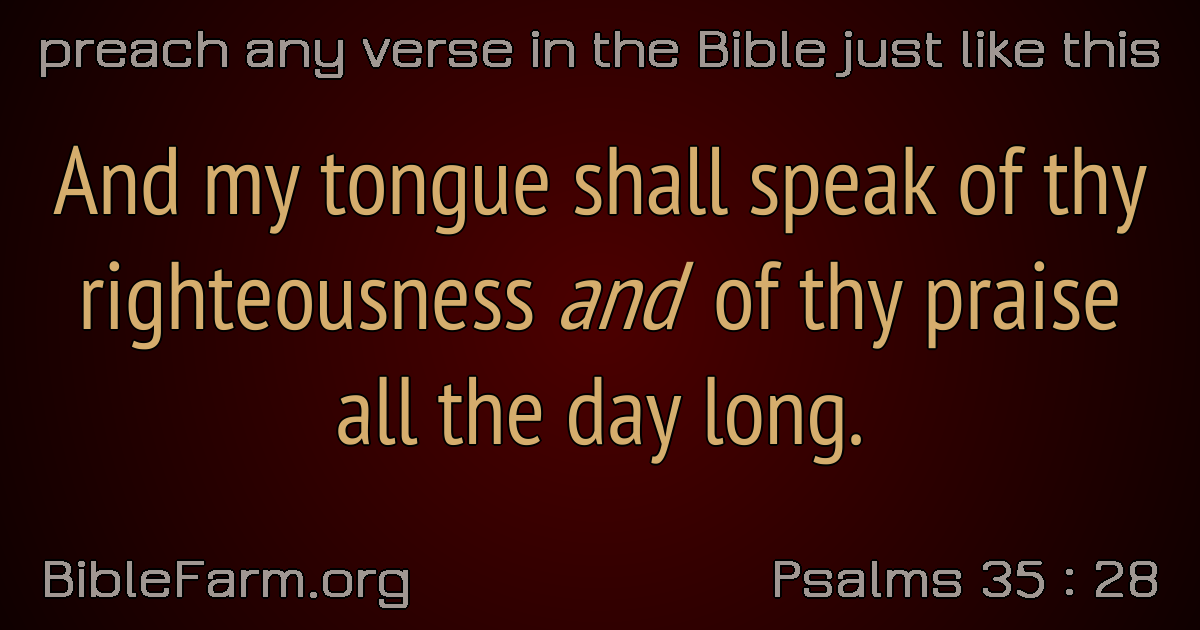 preach any verse in the Bible just like this
And my tongue shall speak of thy
righteousness and of thy praise
all the day long.
BibleFarm.org
Psalms 35 : 28